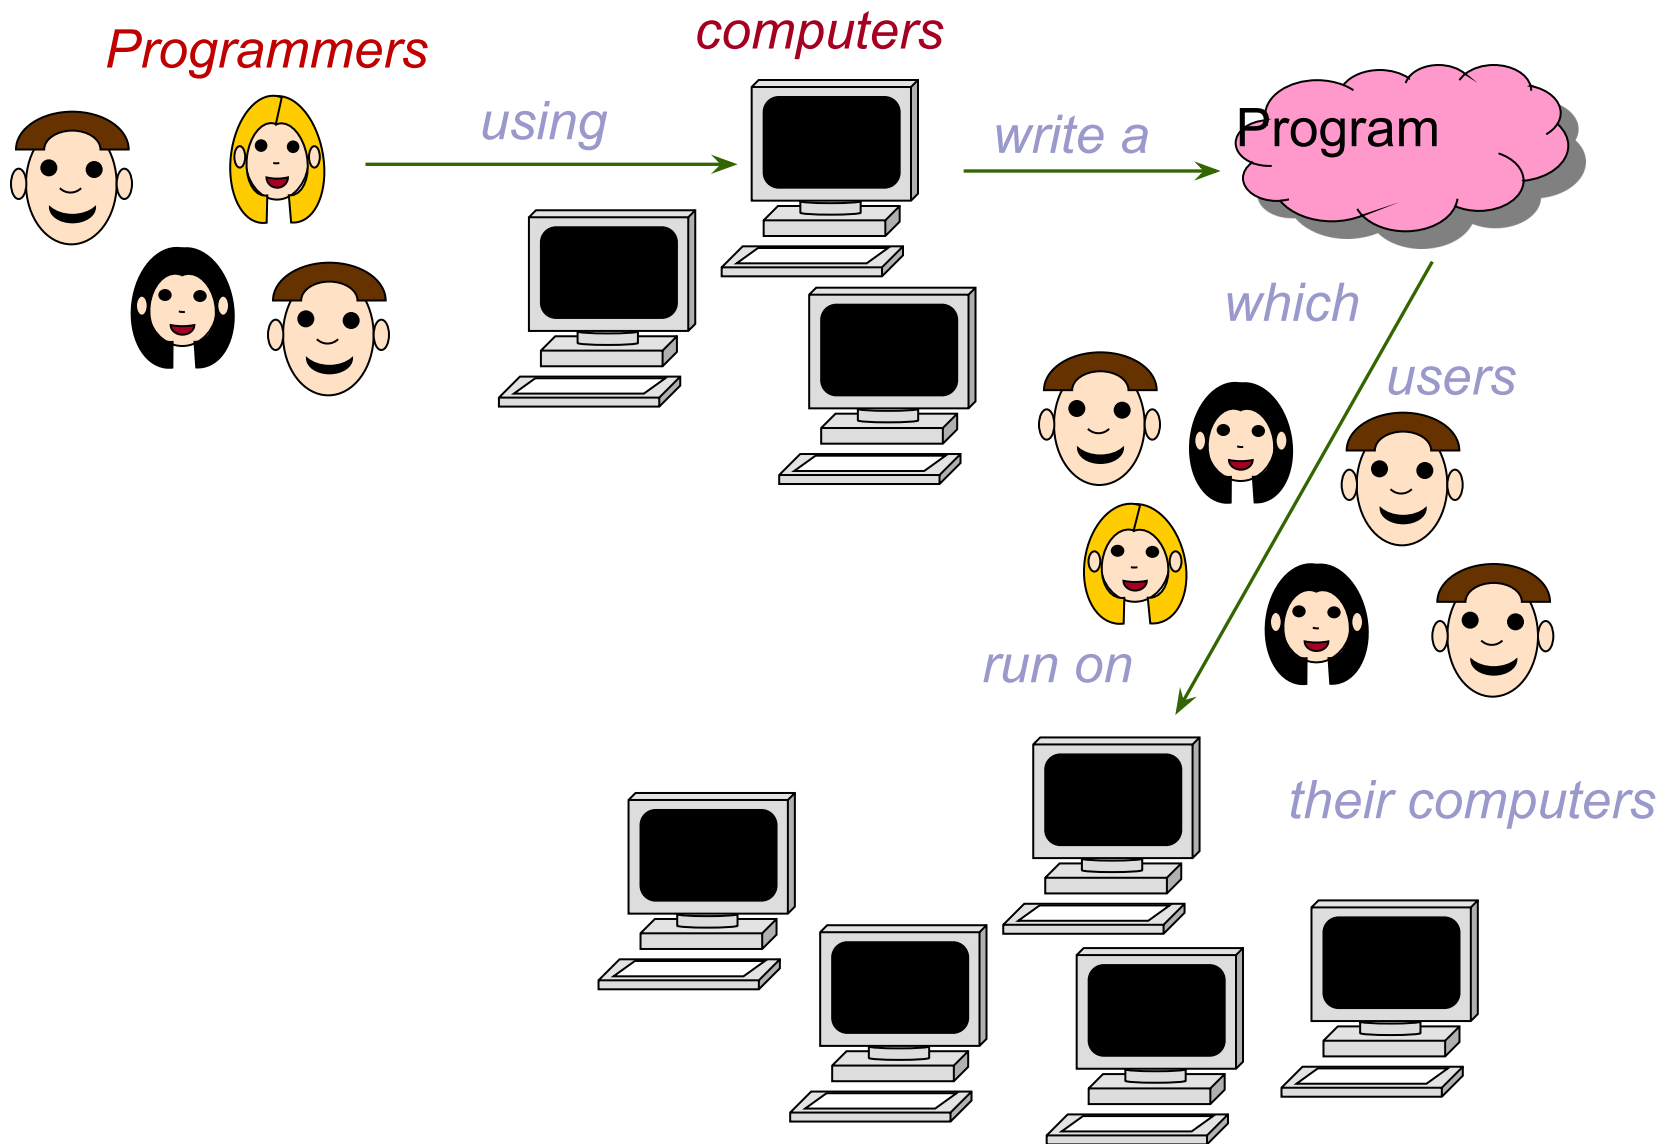 Programmers
using
computers
write a
Program
which
users
run on
their computers